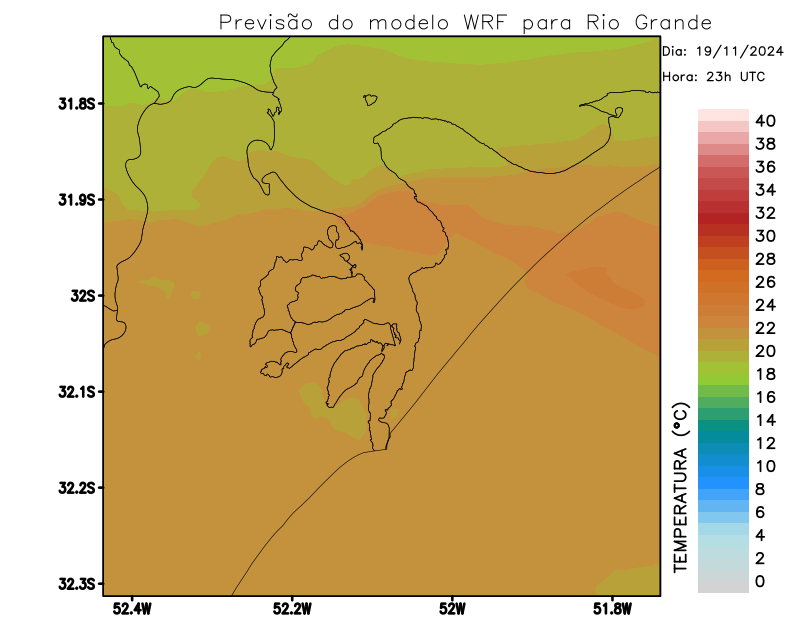 Previsão do modelo WRF para Rio Grande
Dia: 19/11/2024
Hora: 23h UTC
31.8S
31.9S
32S
32.1S
32.2S
32.3S
52.4W
52.2W
52W
51.8W
TEMPERATURA (°C)
40
38
36
34
32
30
28
26
24
22
20
18
16
14
12
10
8
6
4
2
0